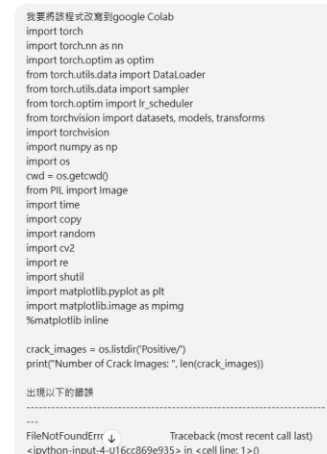 我要將該程式改寫到google Colab
import torch
import torch.nn as nn
import torch.optim as optim
from torch.utils.data import DataLoader
from torch.utils.data import sampler
from torch.optim import lr_scheduler
from torchvision import datasets, models, transforms
import torchvision
import numpy as np
import os
cwd = os.getcwd()
from PIL import Image
import time
import copy
import random
import cv2
import re
import shutil
import matplotlib.pyplot as plt
import matplotlib.image as mpimg
%matplotlib inline
crack_images = os.listdir('Positive/')
print("Number of Crack Images: ", len(crack_images))
出現以下的錯誤
---------------------------------------------------------------------------
FileNotFoundErro Traceback (most recent call last)
<ipython-input-4-016cc869e935> in <cell line: 1>()